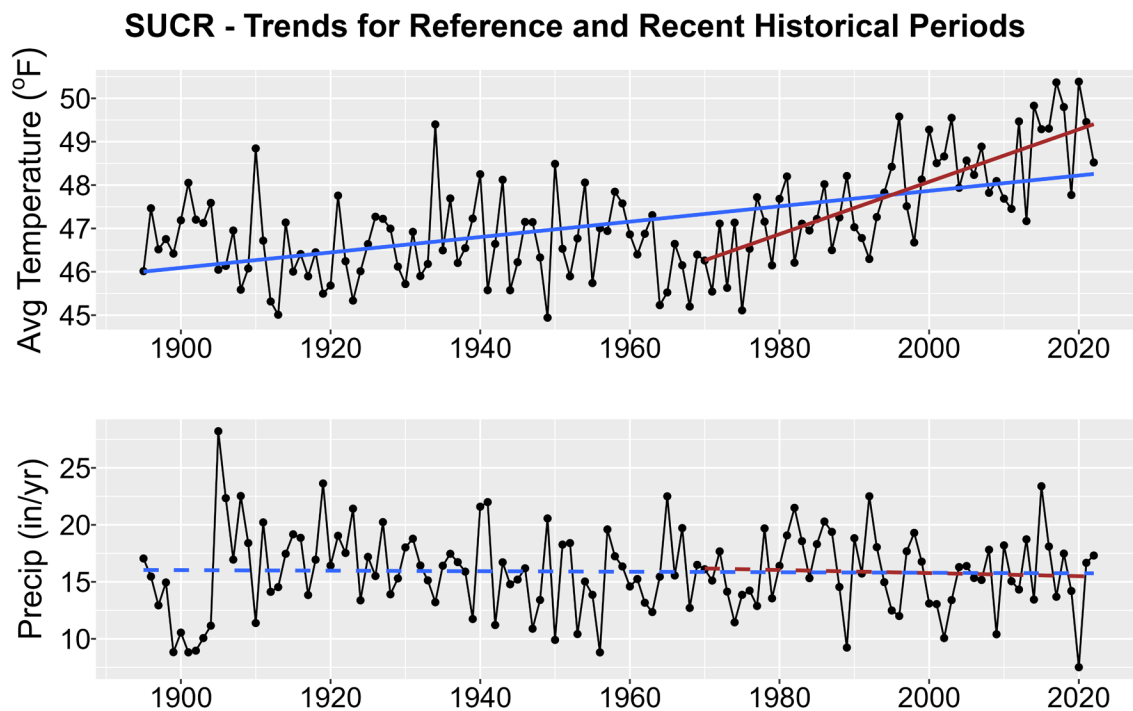 SUCR - Trends for Reference and Recent Historical Periods
Avg Temperature (°F)
50
49
48
47
46
45
1900 1920 1940 1960 1980 2000 2020
Precip (in/yr)
25
20
15
10
1900 1920 1940 1960 1980 2000 2020